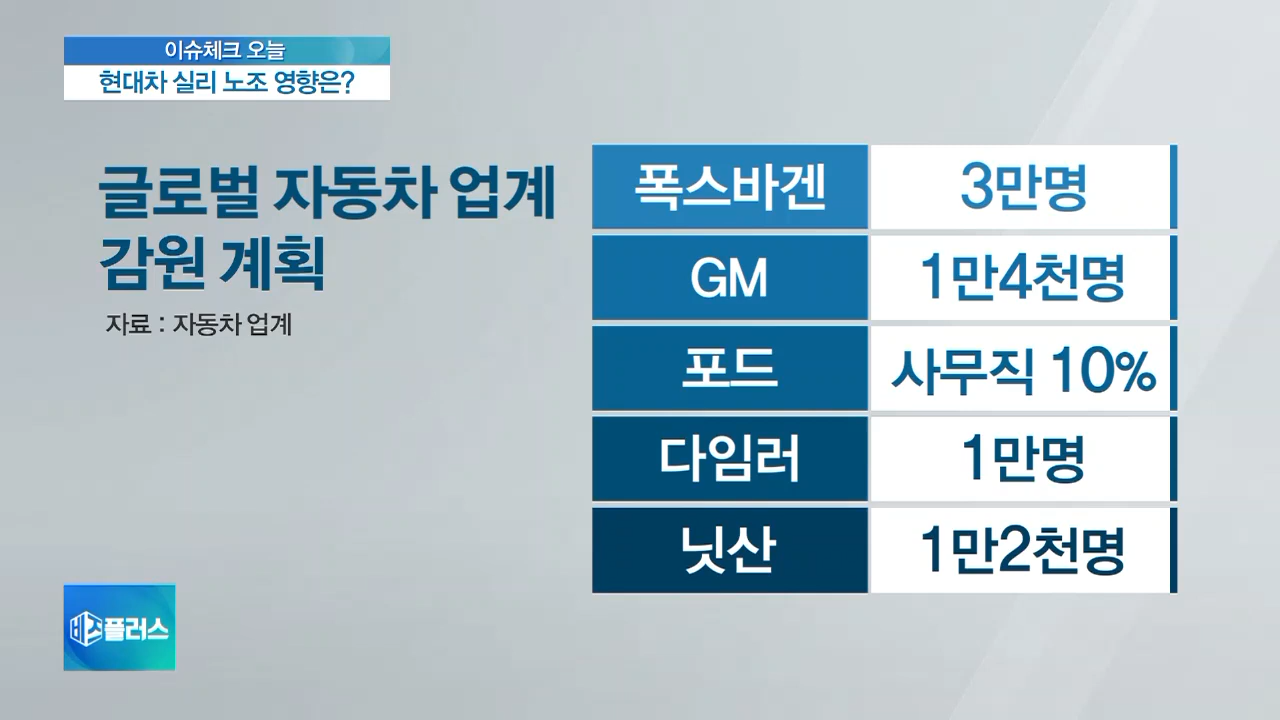 이슈체크 오늘
현대차 실리 노조 영향은?
글로벌 자동차 업계
감원 계획
자료 : 자동차 업계
폭스바겐 3만명
GM 1만4천명
포드 사무직 10%
다임러 1만명
닛산 1만2천명
비즈플러스